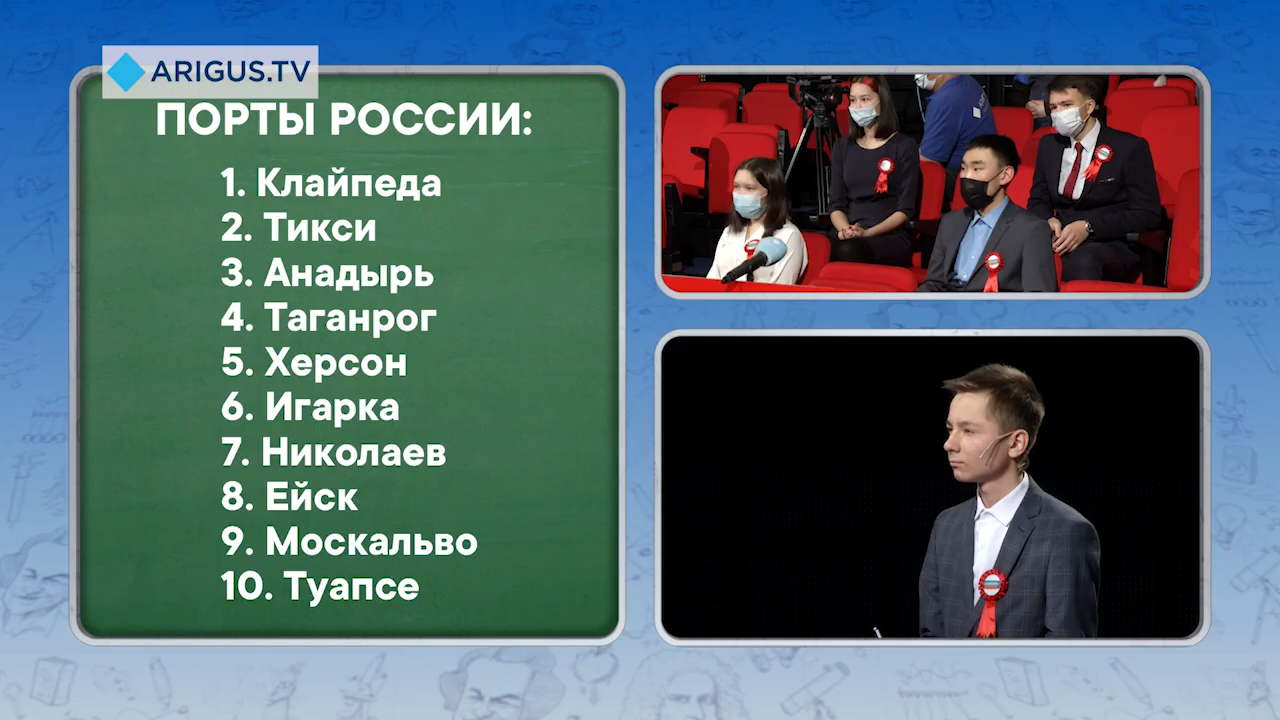 ARIGUS.TV
ПОРТЫ РОССИИ:
1. Клайпеда
2. Тикси
3. Анадырь
4. Таганрог
5. Херсон
6. Игарка
7. Николаев
8. Ейск
9. Москальво
10. Туапсе